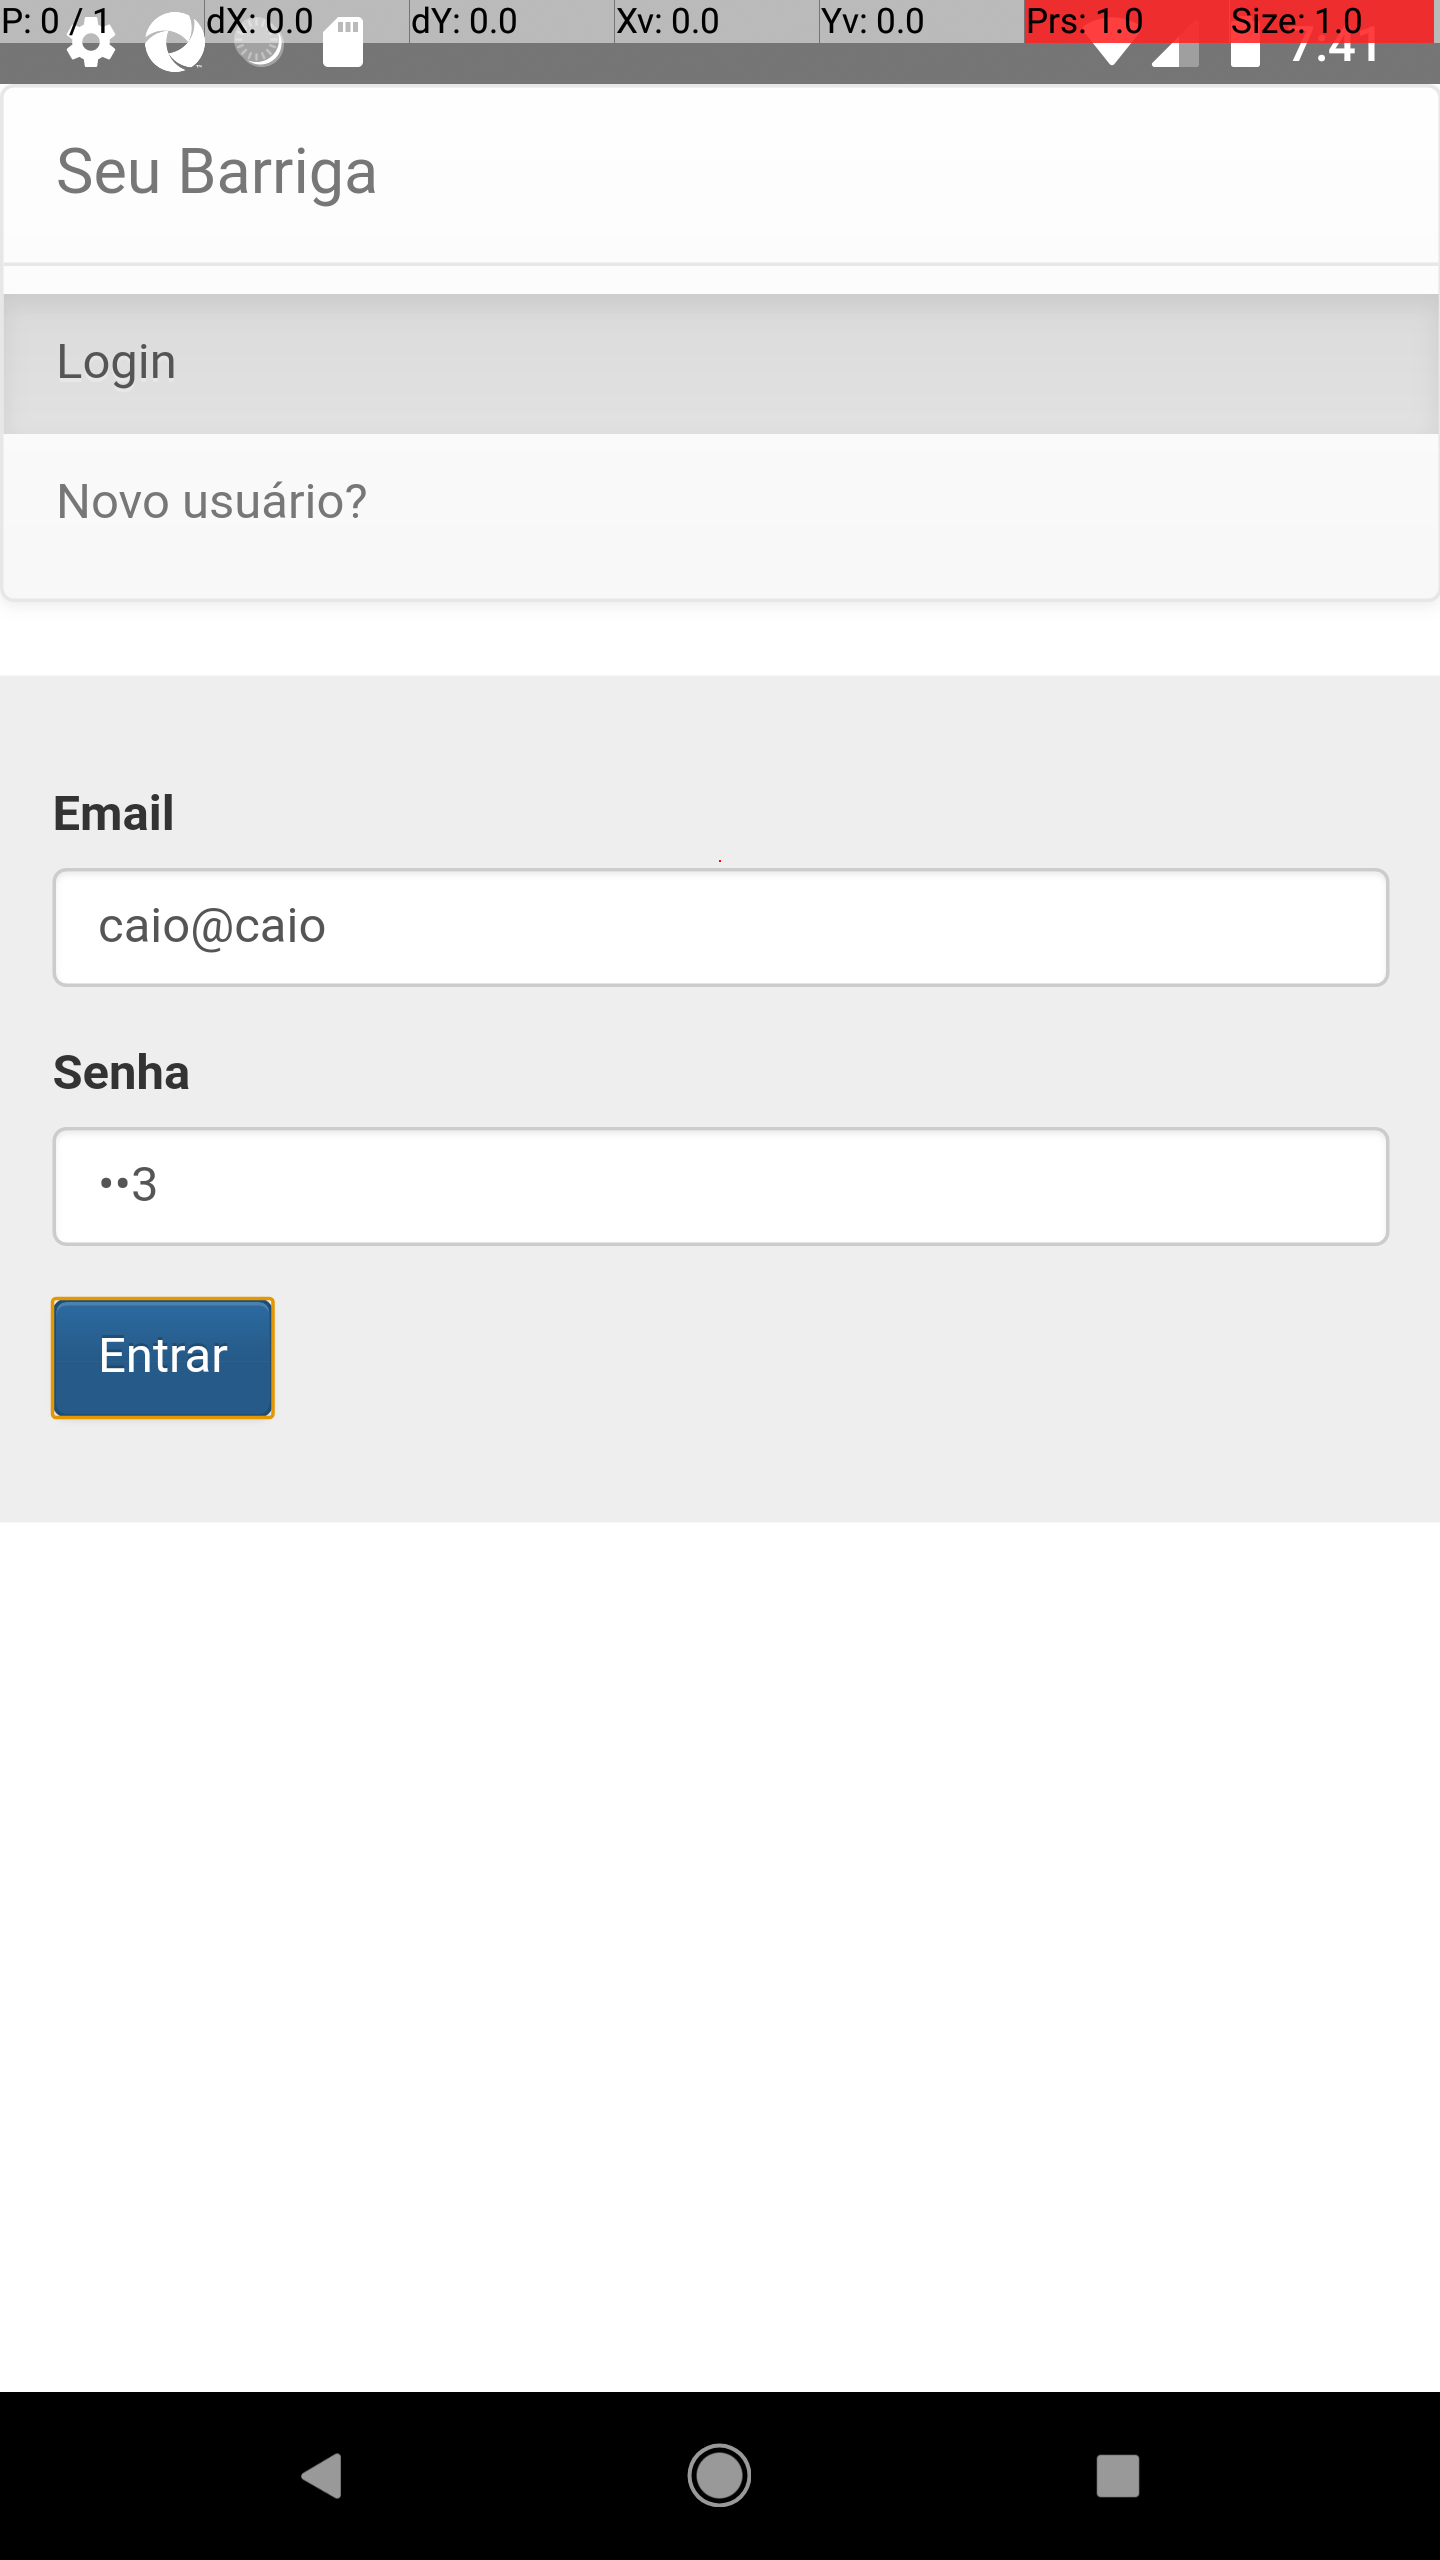 P: 0 / 1 dX: 0.0 dY: 0.0 Xv: 0.0 Yv: 0.0 Prs: 1.0 Size: 1.0
7:41
Seu Barriga
Login
Novo usuário?
Email
caio@caio
Senha
••3
Entrar